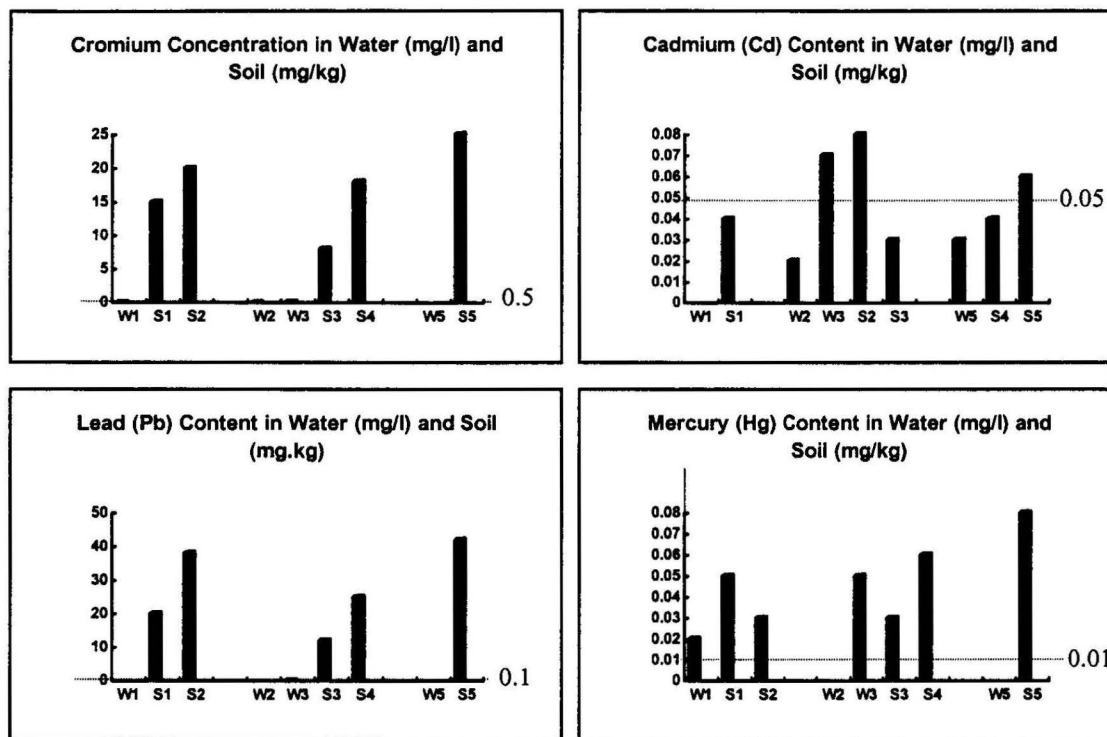 Cromium Concentration in Water (mg/l) and
Soil (mg/kg)
25
20
15
10
5
0
0.5
W1 S1 S2 W2 W3 S3 S4 W5 S5
Cadmium (Cd) Content in Water (mg/l) and
Soil (mg/kg)
0.08
0.07
0.06
0.05
0.04
0.03
0.02
0.01
0
0.05
W1 S1 W2 W3 S2 S3 W5 S4 S5
Lead (Pb) Content in Water (mg/l) and Soil
(mg.kg)
50
40
30
20
10
0
0.1
W1 S1 S2 W2 W3 S3 S4 W5 S5
Mercury (Hg) Content in Water (mg/l) and
Soil (mg/kg)
0.08
0.07
0.06
0.05
0.04
0.03
0.02
0.01
0
0.01
W1 S1 S2 W2 W3 S3 S4 W5 S5